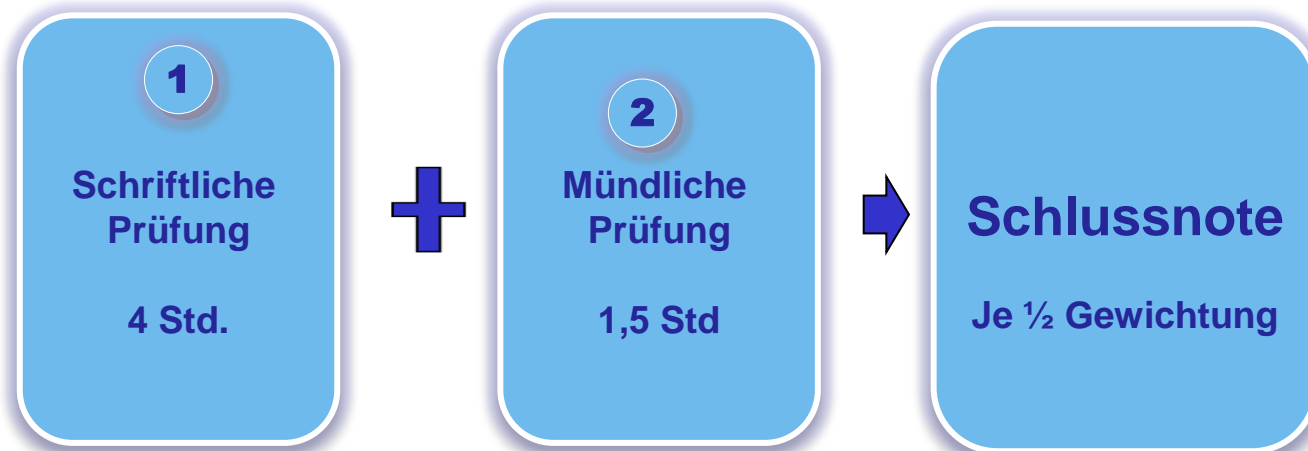 1
Schriftliche
Prüfung
4 Std.
2
Mündliche
Prüfung
1,5 Std
Schlussnote
Je ½ Gewichtung